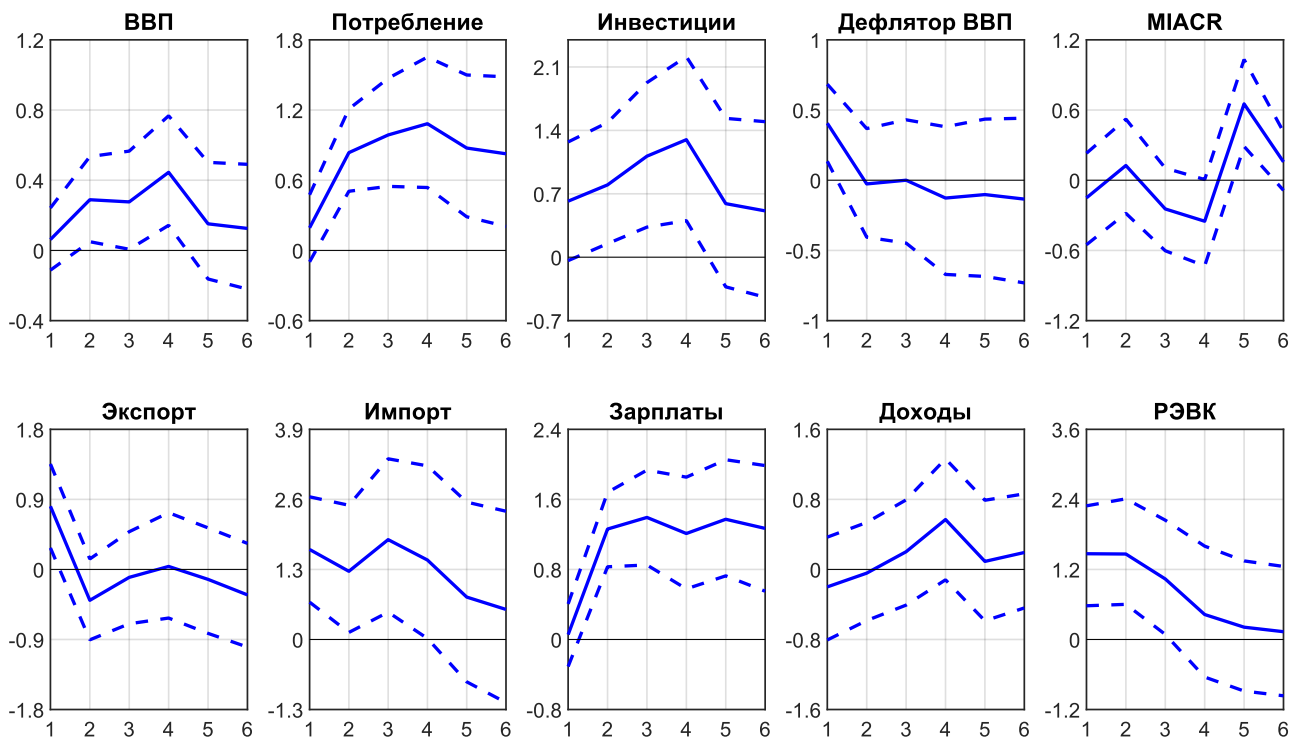 ВВП Потребление Инвестиции Дефлятор ВВП MIACR
1.2 1.8 2.1 1 1.2
0.8 1.2 1.4 0.5 0.6
0.4 0.6 0.7 0 0
0 0 0 -0.5 -0.6
-0.4 -0.6 -0.7 -1 -1.2
1 2 3 4 5 6 1 2 3 4 5 6 1 2 3 4 5 6 1 2 3 4 5 6 1 2 3 4 5 6
Экспорт Импорт Зарплаты Доходы РЭВК
1.8 3.9 2.4 1.6 3.6
0.9 2.6 1.6 0.8 2.4
0 1.3 0.8 0 1.2
-0.9 0 0 -0.8 0
-1.8 -1.3 -0.8 -1.6 -1.2
1 2 3 4 5 6 1 2 3 4 5 6 1 2 3 4 5 6 1 2 3 4 5 6 1 2 3 4 5 6